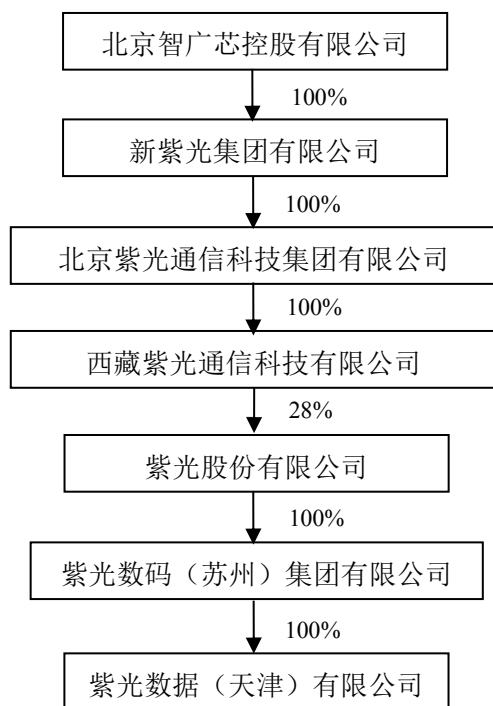 北京智广芯控股有限公司
100%
新紫光集团有限公司
100%
北京紫光通信科技集团有限公司
100%
西藏紫光通信科技有限公司
28%
紫光股份有限公司
100%
紫光数码（苏州）集团有限公司
100%
紫光数据（天津）有限公司